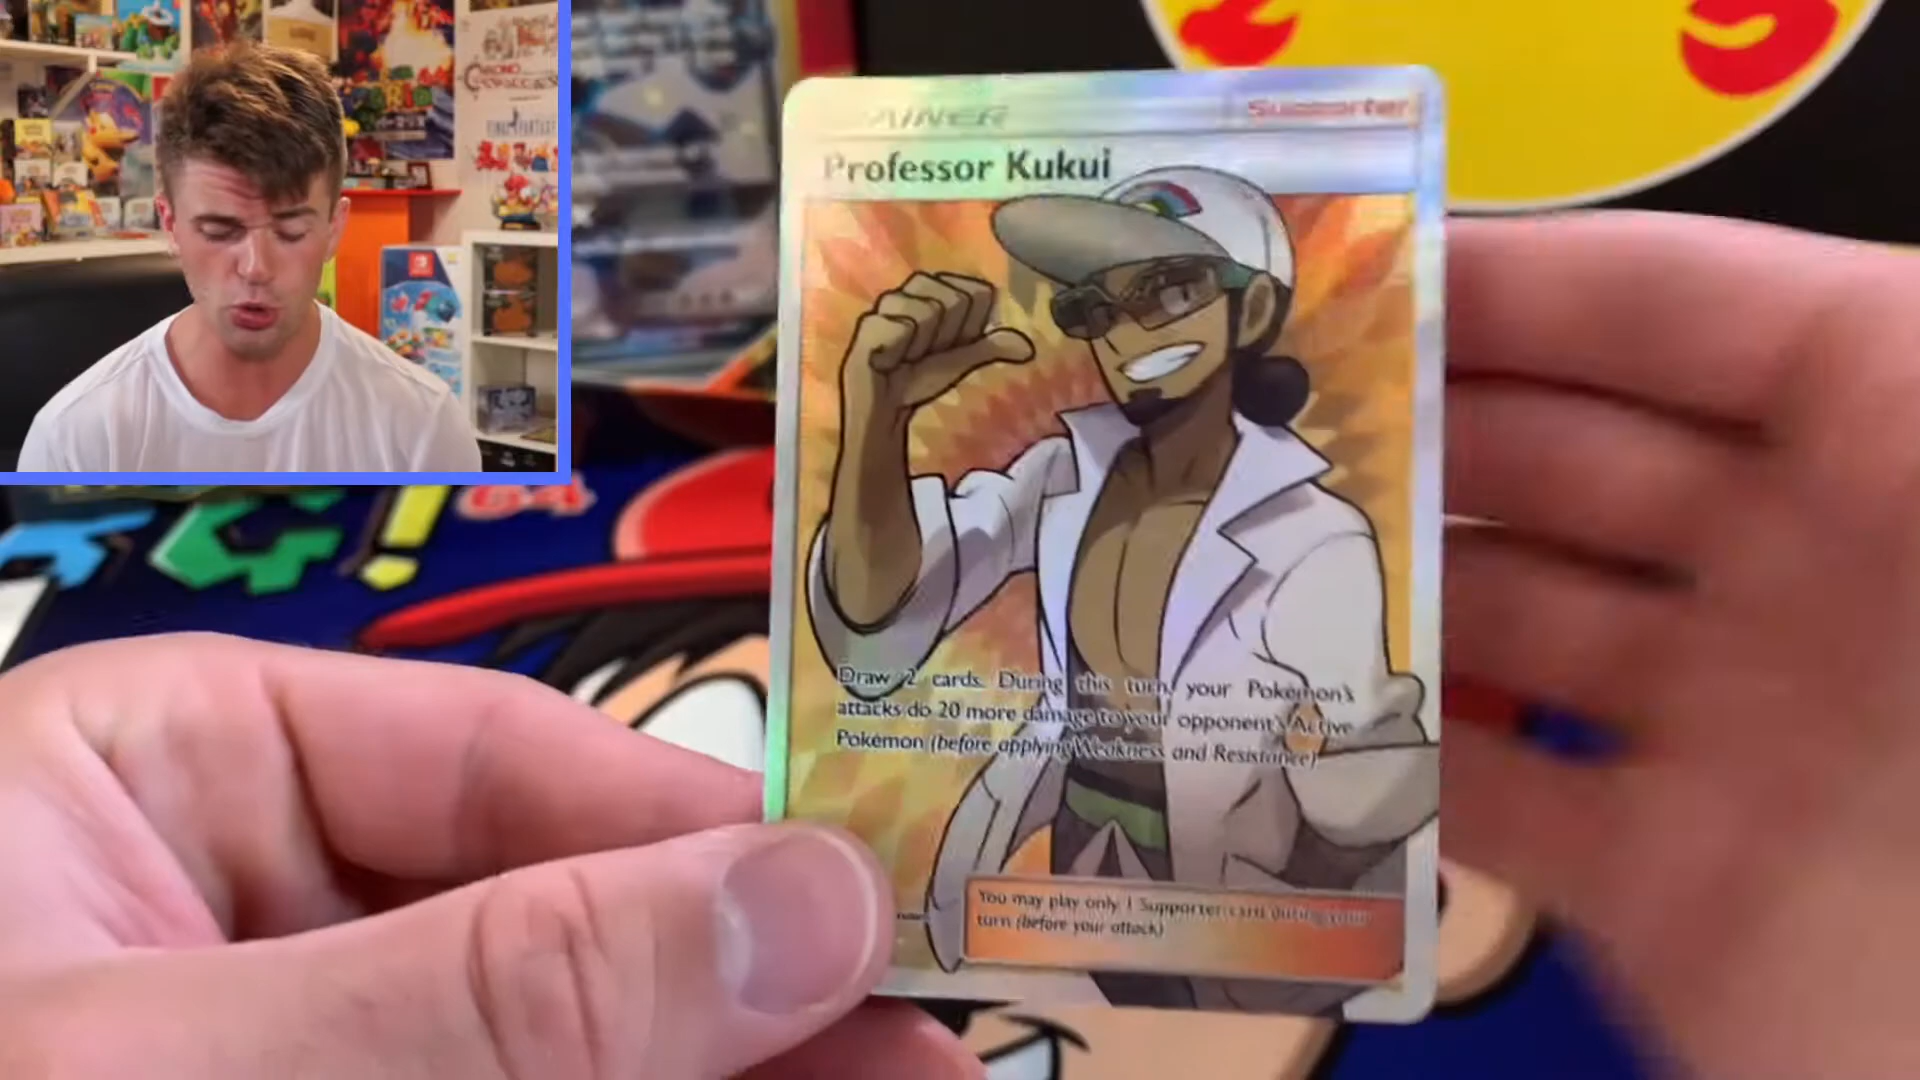 Supporter
Professor Kukui
64
Draw 2 cards. During this turn, your Pokémon's
attacks do 20 more damage to your opponent's Active
Pokémon (before applying Weakness and Resistance)
You may play only 1 Supporter card during your
turn (before your attack)